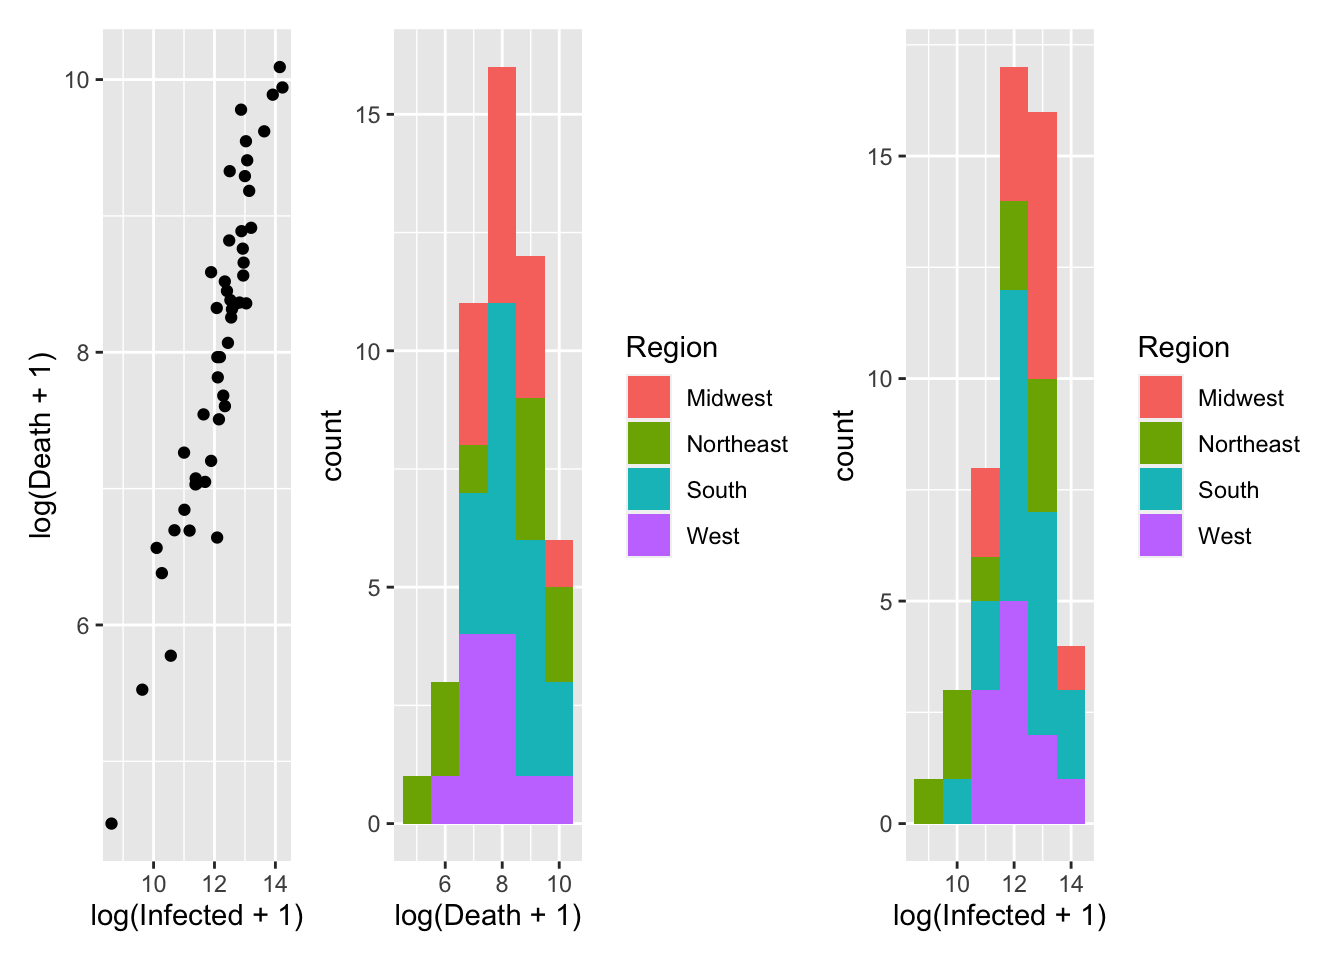 log(Death + 1)
10
8
6
10 12 14
log(Infected + 1)
count
15
10
5
0
6 8 10
log(Death + 1)
Region
Midwest
Northeast
South
West
count
15
10
5
0
10 12 14
log(Infected + 1)
Region
Midwest
Northeast
South
West